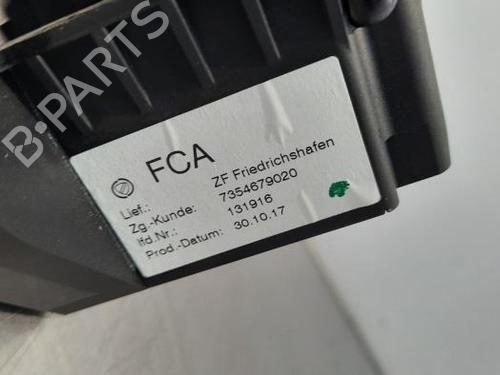 B-PARTS
FCA
Lief.: ZF Friedrichshafen
Zg.-Kunde: 7354679020
lfd.Nr.: 131916
Prod.-Datum: 30.10.17